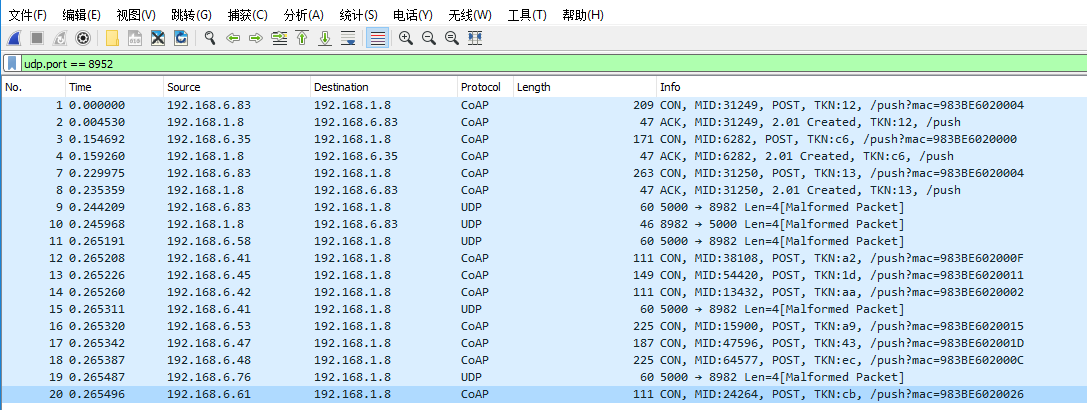 文件(F) 编辑(E) 视图(V) 跳转(G) 捕获(C) 分析(A) 统计(S) 电话(Y) 无线(W) 工具(T) 帮助(H)
udp.port == 8952
No. Time Source Destination Protocol Length Info
1 0.000000 192.168.6.83 192.168.1.8 CoAP 209 CON, MID:31249, POST, TKN:12, /push?mac=983BE6020004
2 0.004530 192.168.1.8 192.168.6.83 CoAP 47 ACK, MID:31249, 2.01 Created, TKN:12, /push
3 0.154692 192.168.6.35 192.168.1.8 CoAP 171 CON, MID:6282, POST, TKN:c6, /push?mac=983BE6020000
4 0.159260 192.168.1.8 192.168.6.35 CoAP 47 ACK, MID:6282, 2.01 Created, TKN:c6, /push
7 0.229975 192.168.6.83 192.168.1.8 CoAP 263 CON, MID:31250, POST, TKN:13, /push?mac=983BE6020004
8 0.235359 192.168.1.8 192.168.6.83 CoAP 47 ACK, MID:31250, 2.01 Created, TKN:13, /push
9 0.244209 192.168.6.83 192.168.1.8 UDP 60 5000 → 8982 Len=4[Malformed Packet]
10 0.245968 192.168.1.8 192.168.6.83 UDP 46 8982 → 5000 Len=4[Malformed Packet]
11 0.265191 192.168.6.58 192.168.1.8 UDP 60 5000 → 8982 Len=4[Malformed Packet]
12 0.265208 192.168.6.41 192.168.1.8 CoAP 111 CON, MID:38108, POST, TKN:a2, /push?mac=983BE602000F
13 0.265226 192.168.6.45 192.168.1.8 CoAP 149 CON, MID:54420, POST, TKN:1d, /push?mac=983BE6020011
14 0.265260 192.168.6.42 192.168.1.8 CoAP 111 CON, MID:13432, POST, TKN:aa, /push?mac=983BE6020002
15 0.265311 192.168.6.41 192.168.1.8 UDP 60 5000 → 8982 Len=4[Malformed Packet]
16 0.265320 192.168.6.53 192.168.1.8 CoAP 225 CON, MID:15900, POST, TKN:a9, /push?mac=983BE6020015
17 0.265342 192.168.6.47 192.168.1.8 CoAP 187 CON, MID:47596, POST, TKN:43, /push?mac=983BE602001D
18 0.265387 192.168.6.48 192.168.1.8 CoAP 225 CON, MID:64577, POST, TKN:ec, /push?mac=983BE602000C
19 0.265487 192.168.6.76 192.168.1.8 UDP 60 5000 → 8982 Len=4[Malformed Packet]
20 0.265496 192.168.6.61 192.168.1.8 CoAP 111 CON, MID:24264, POST, TKN:cb, /push?mac=983BE6020026